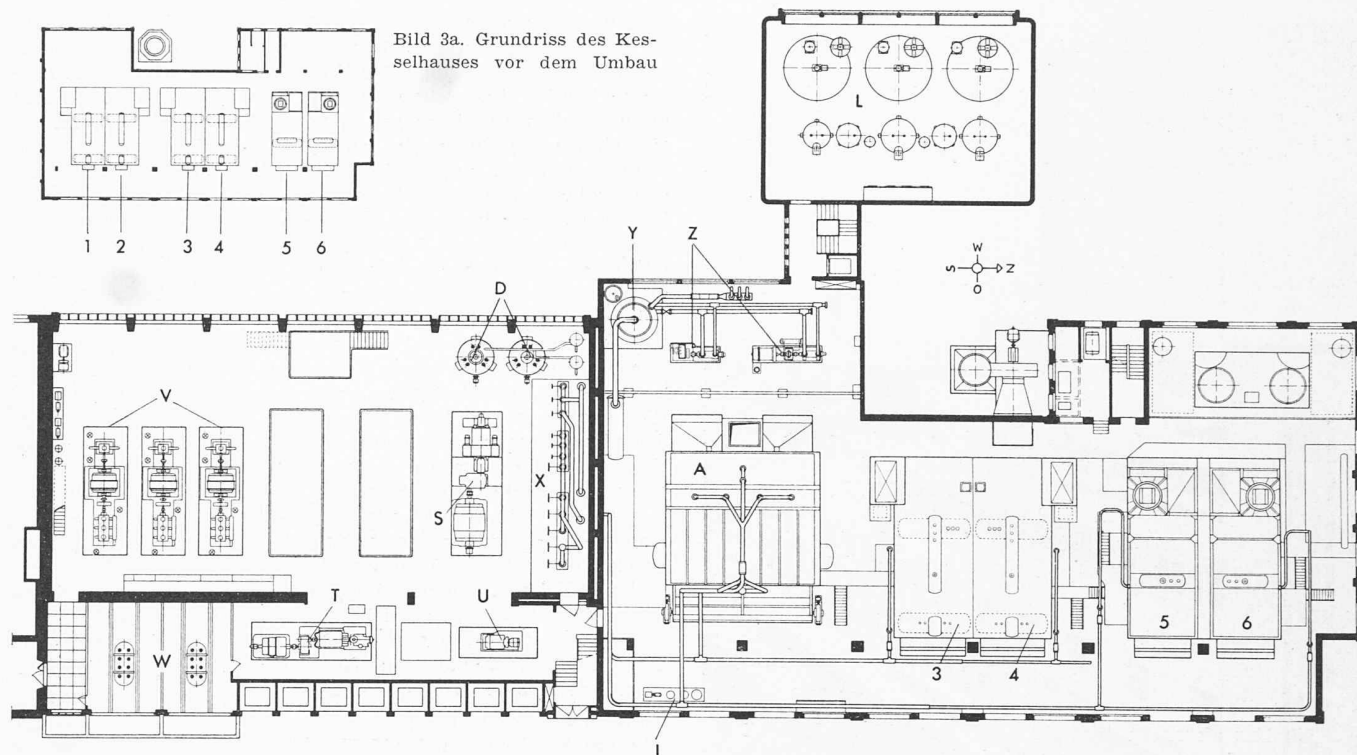 Bild 3a. Grundriss des Kes-
selhauses vor dem Umbau
1 2 3 4 5 6
L
Y Z
W
S N
O
D
V
A
X
S
T U
5 6
W
3 4
I